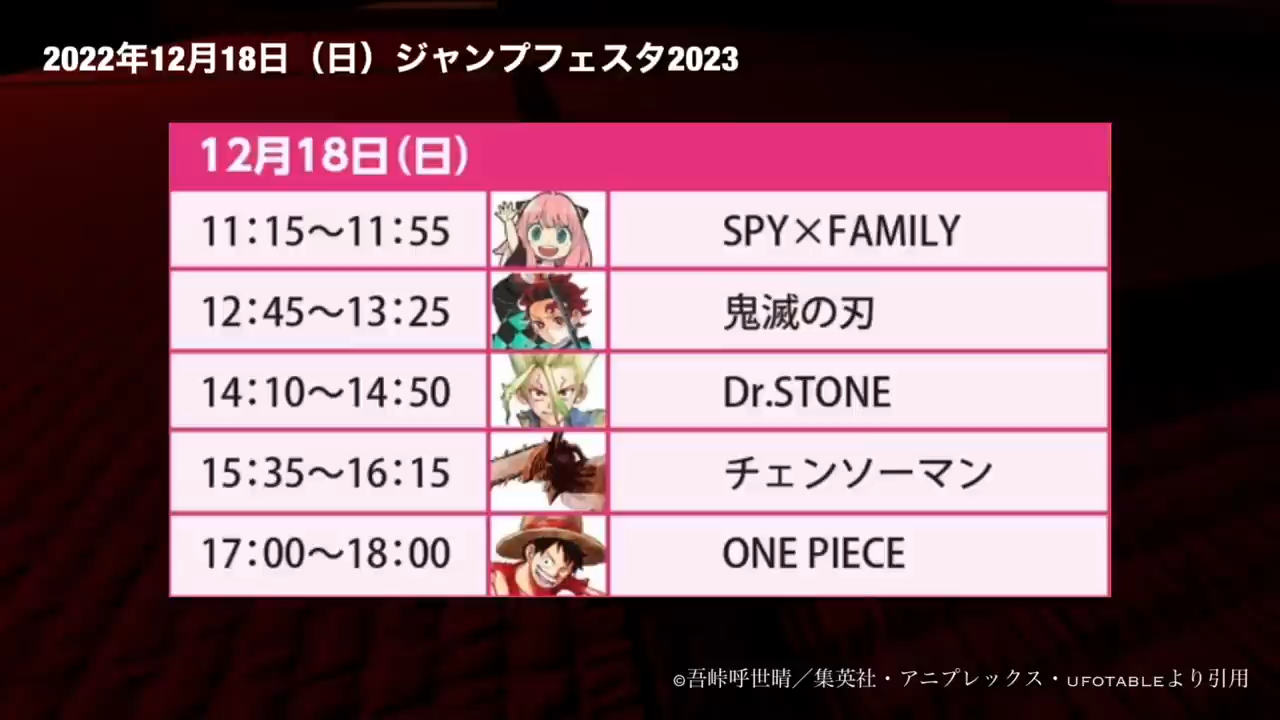 2022年12月18日（日）ジャンプフェスタ2023
12月18日（日）
11：15～11：55 SPY×FAMILY
12：45～13：25 鬼滅の刃
14：10～14：50 Dr.STONE
15：35～16：15 チェンソーマン
17：00～18：00 ONE PIECE
©吾峠呼世晴／集英社・アニプレックス・UFOTABLEより引用